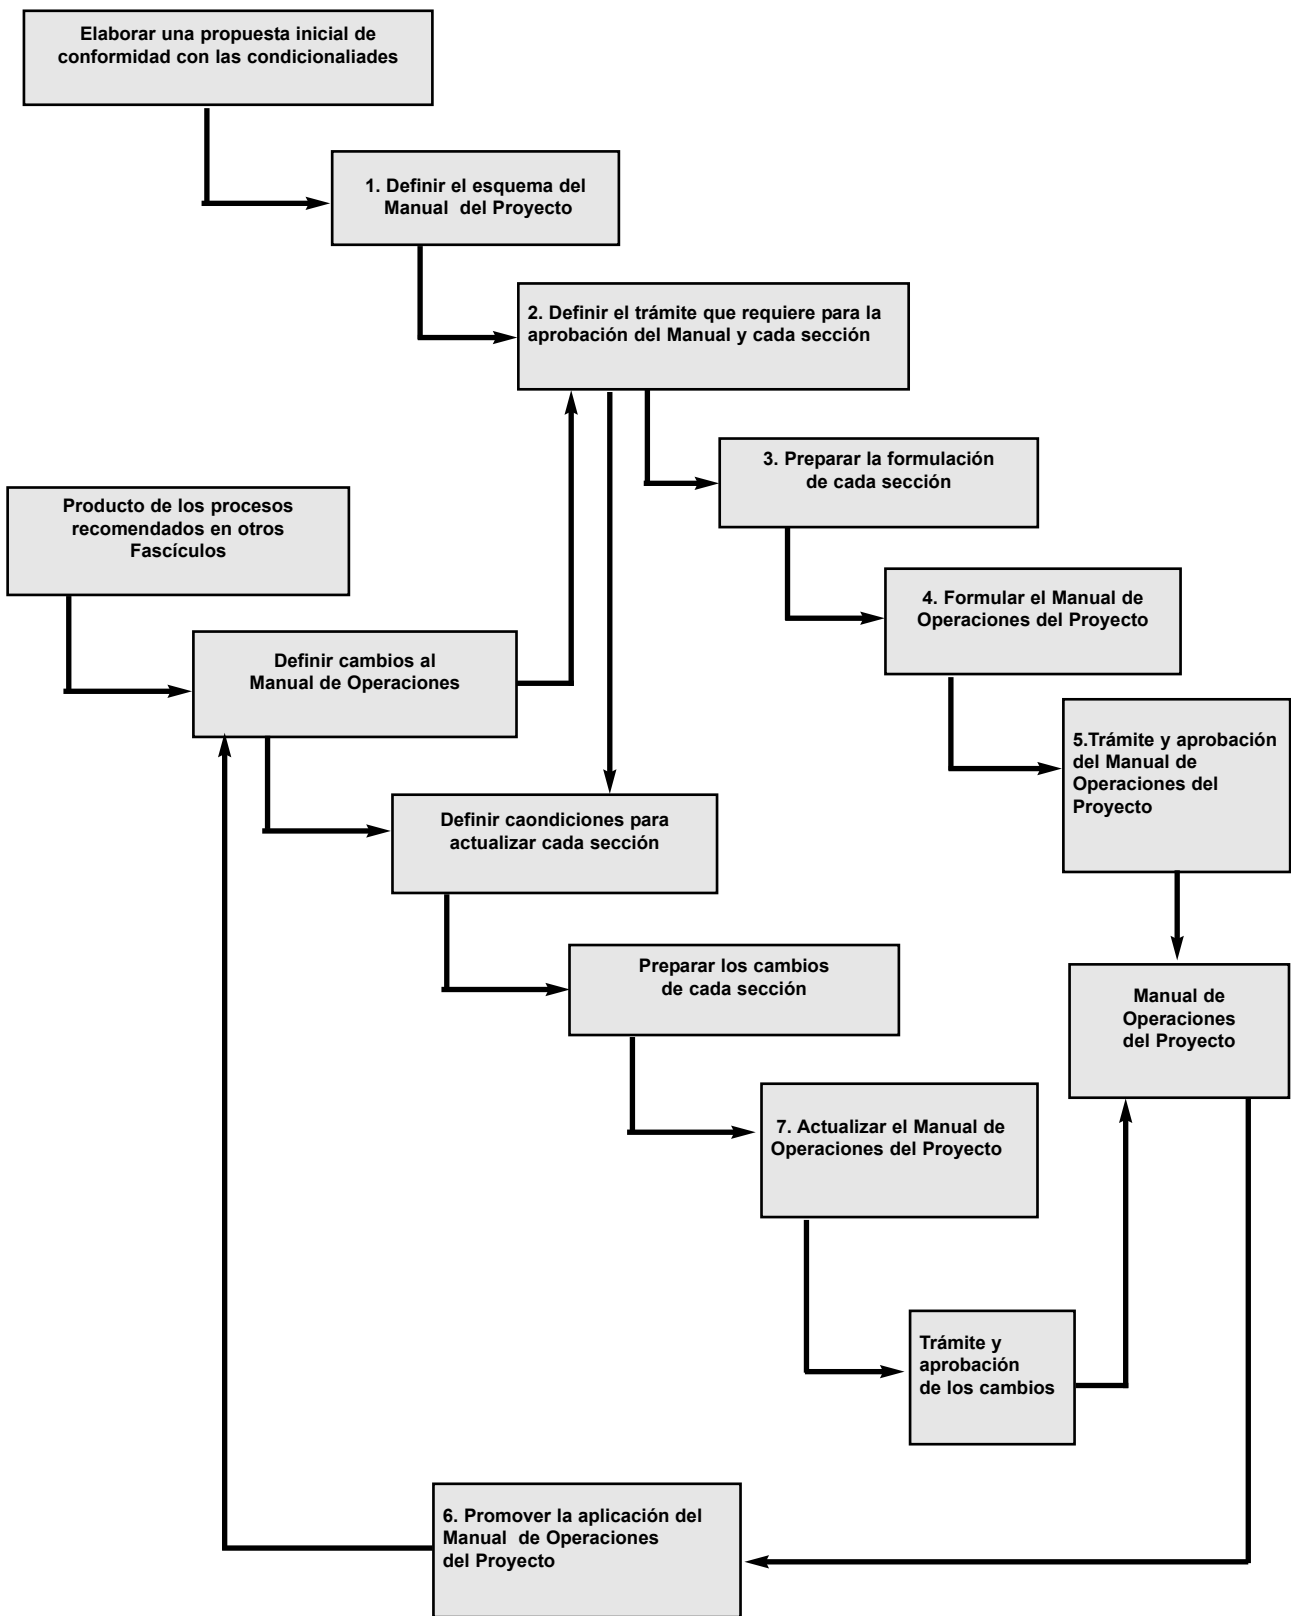 Elaborar una propuesta inicial de
conformidad con las condicionaliades
1. Definir el esquema del
Manual del Proyecto
2. Definir el trámite que requiere para la
aprobación del Manual y cada sección
3. Preparar la formulación
de cada sección
Producto de los procesos
recomendados en otros
Fascículos
4. Formular el Manual de
Operaciones del Proyecto
Definir cambios al
Manual de Operaciones
5.Trámite y aprobación
del Manual de
Operaciones del
Proyecto
Definir caondiciones para
actualizar cada sección
Preparar los cambios
de cada sección
Manual de
Operaciones
del Proyecto
7. Actualizar el Manual de
Operaciones del Proyecto
Trámite y
aprobación
de los cambios
6. Promover la aplicación del
Manual de Operaciones
del Proyecto